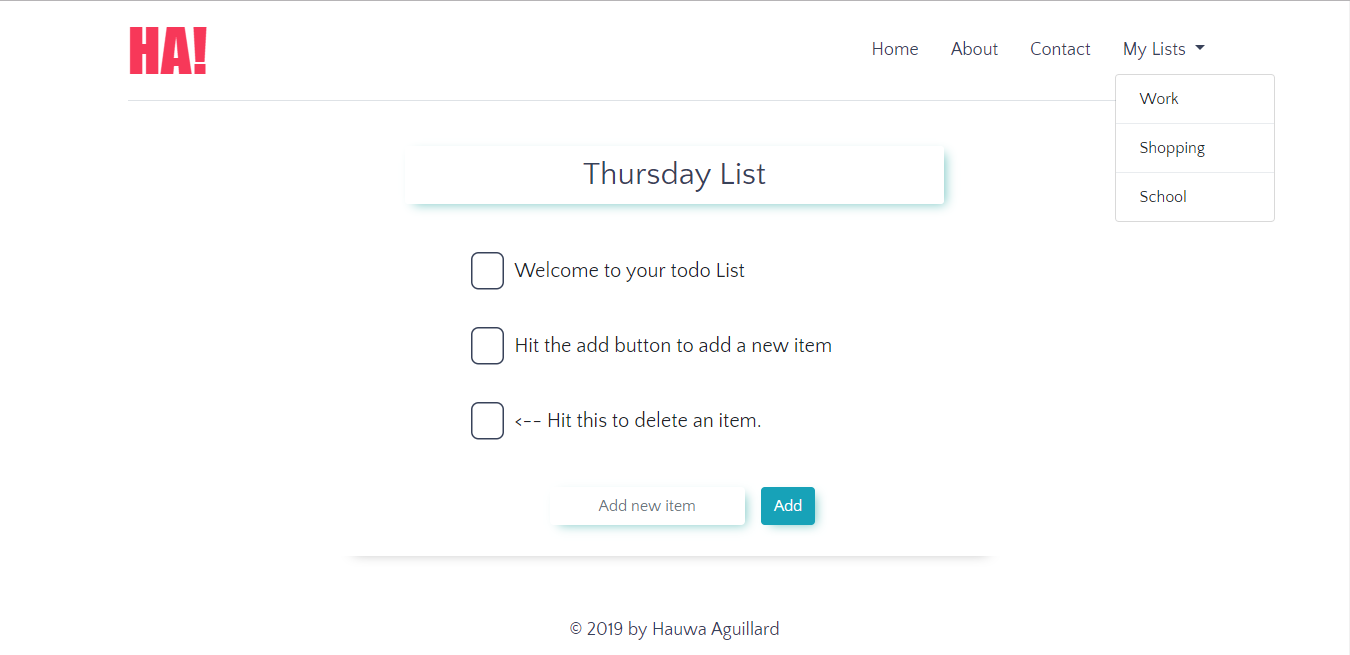 HA!
Home About Contact My Lists
Work
Shopping
School
Thursday List
Welcome to your todo List
Hit the add button to add a new item
<-- Hit this to delete an item.
Add new item Add
© 2019 by Hauwa Aguillard